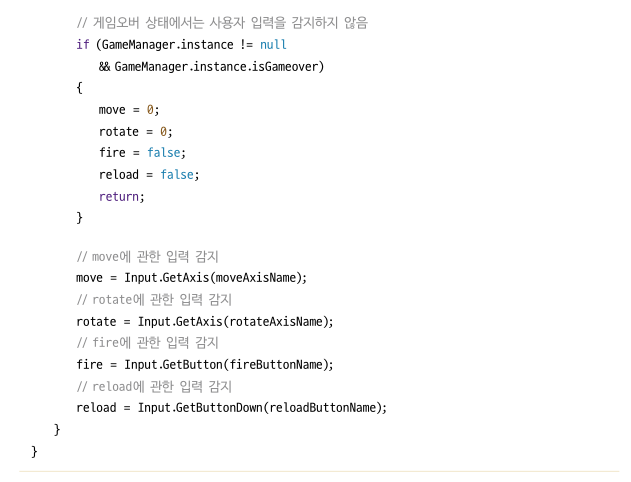 // 게임오버 상태에서는 사용자 입력을 감지하지 않음
if (GameManager.instance != null
&& GameManager.instance.isGameover)
{
move = 0;
rotate = 0;
fire = false;
reload = false;
return;
}
// move에 관한 입력 감지
move = Input.GetAxis(moveAxisName);
// rotate에 관한 입력 감지
rotate = Input.GetAxis(rotateAxisName);
// fire에 관한 입력 감지
fire = Input.GetButton(fireButtonName);
// reload에 관한 입력 감지
reload = Input.GetButtonDown(reloadButtonName);
}
}